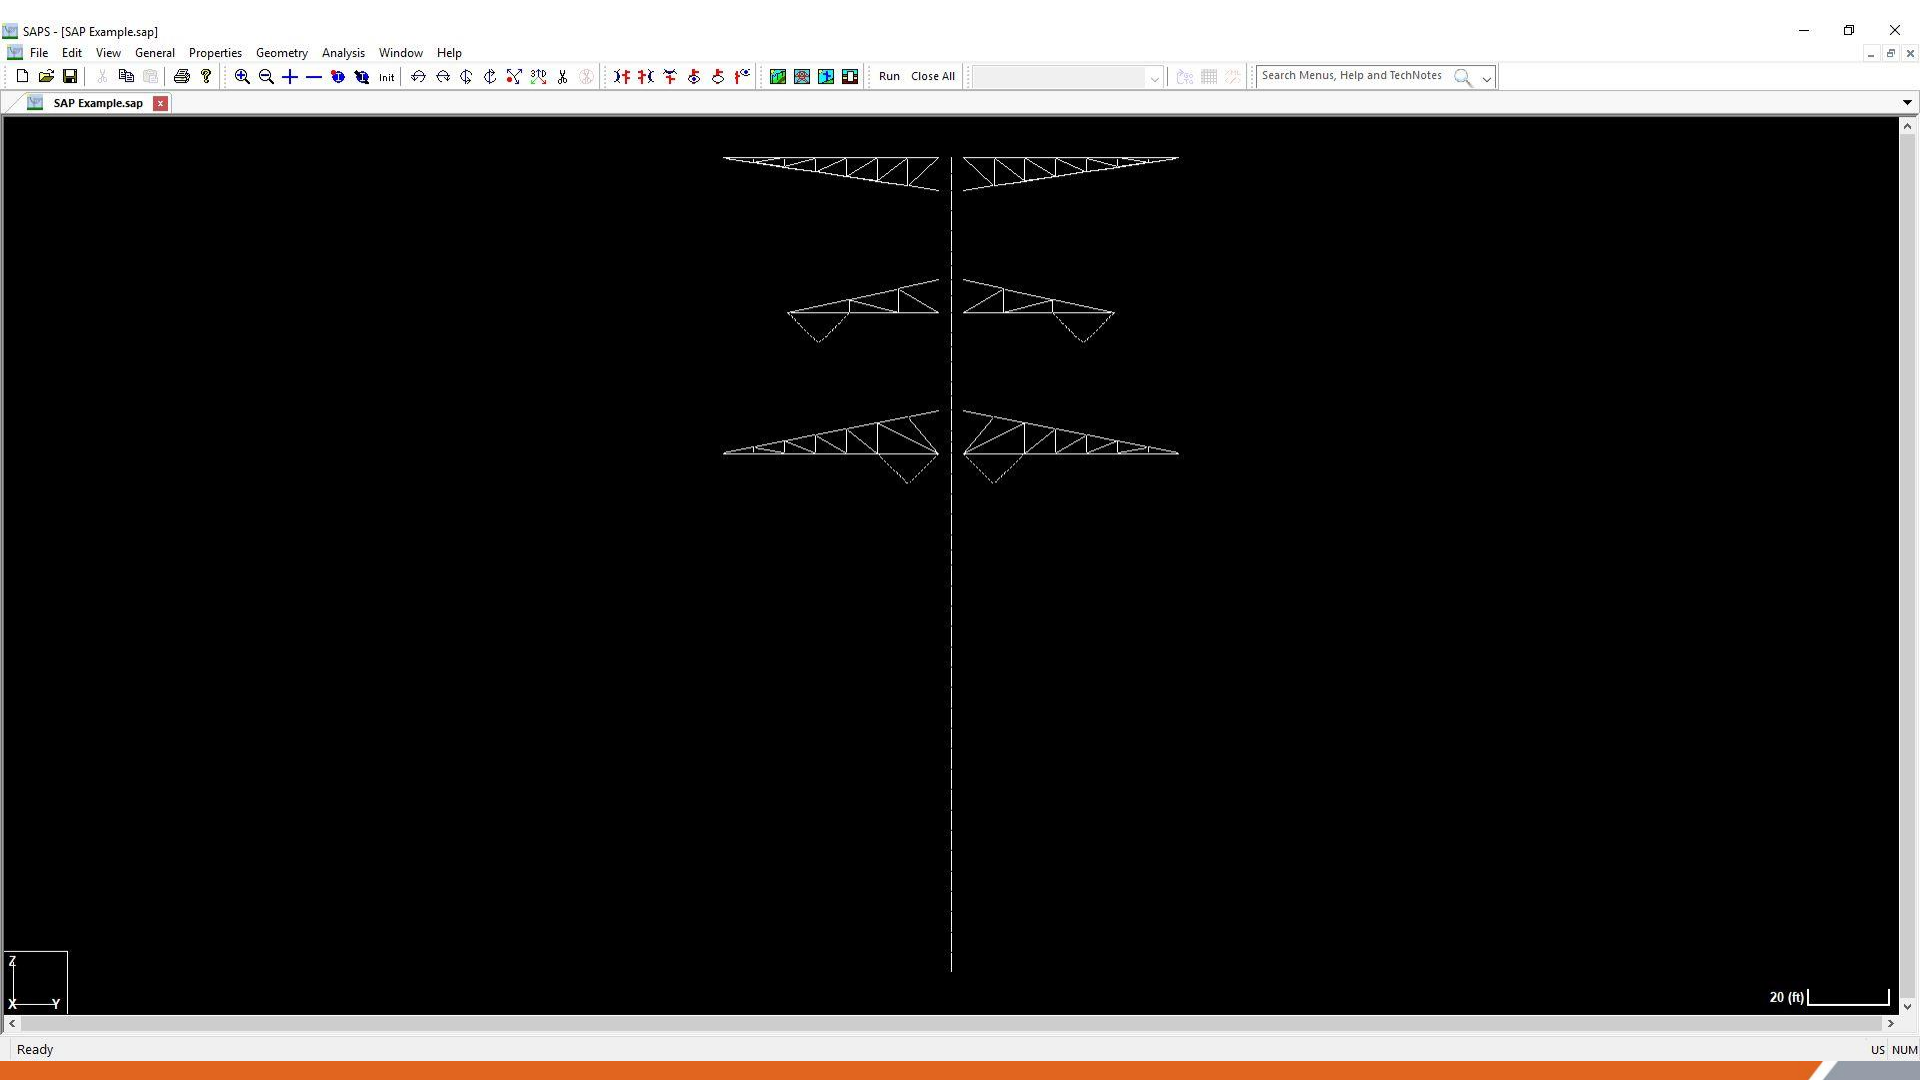 SAPS - [SAP Example.sap]
File Edit View General Properties Geometry Analysis Window Help
Init Run Close All Search Menus, Help and TechNotes
SAP Example.sap
Z
X Y
20 (ft)
Ready US NUM